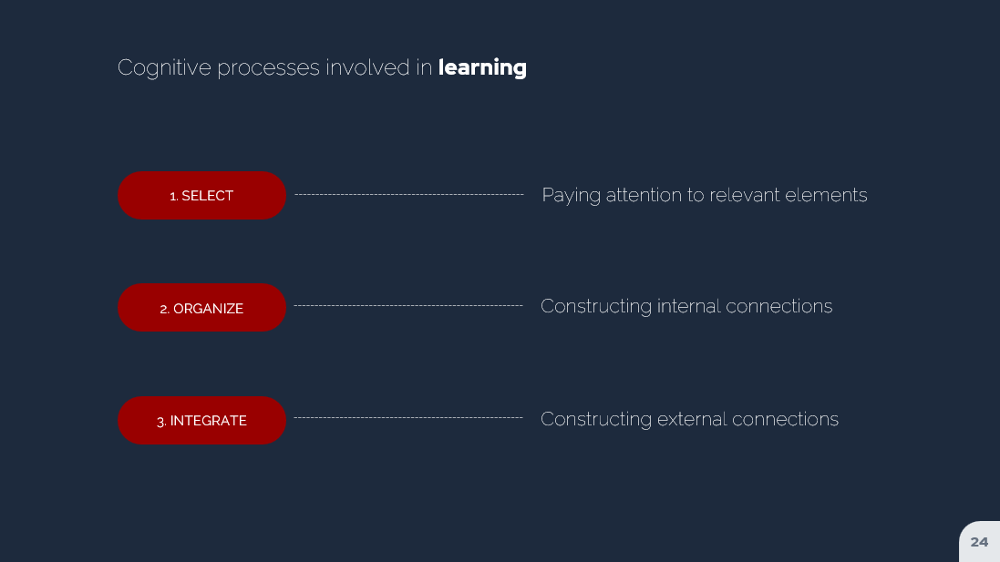 Cognitive processes involved in learning
1. SELECT
Paying attention to relevant elements
2. ORGANIZE
Constructing internal connections
3. INTEGRATE
Constructing external connections
24